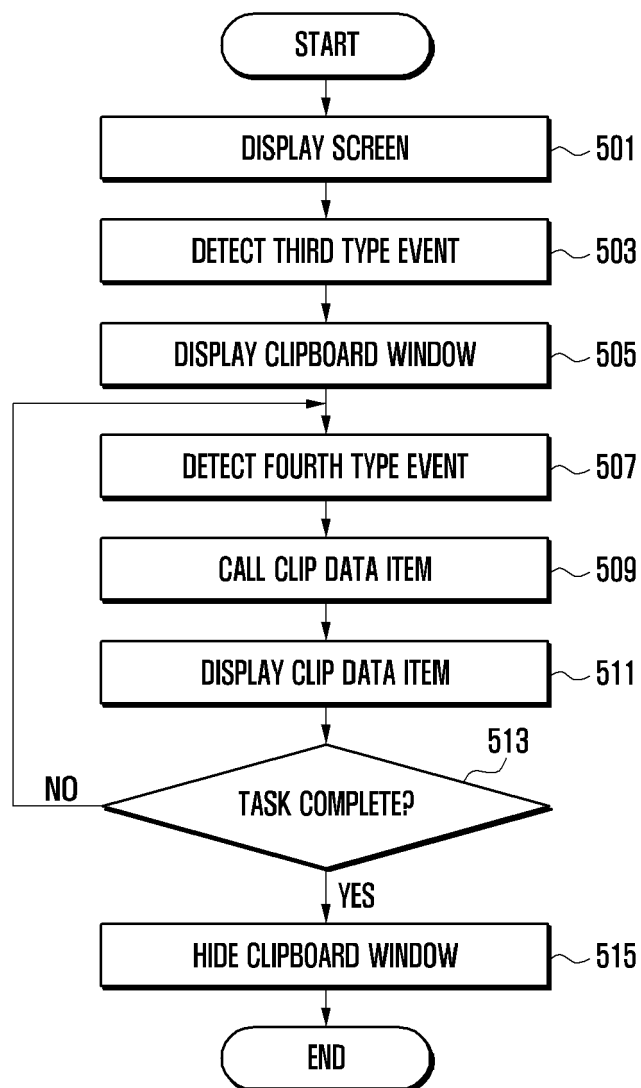 START
DISPLAY SCREEN 501
DETECT THIRD TYPE EVENT 503
DISPLAY CLIPBOARD WINDOW 505
DETECT FOURTH TYPE EVENT 507
CALL CLIP DATA ITEM 509
DISPLAY CLIP DATA ITEM 511
513
NO TASK COMPLETE?
YES
HIDE CLIPBOARD WINDOW 515
END